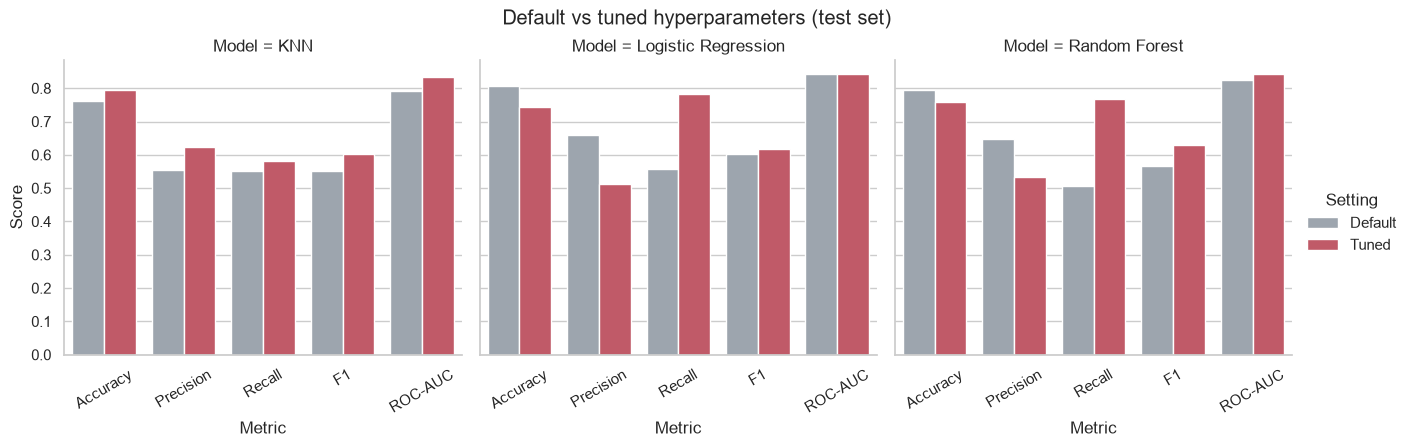 Default vs tuned hyperparameters (test set)
Model = KNN
Model = Logistic Regression
Model = Random Forest
Score
0.8
0.7
0.6
0.5
0.4
0.3
0.2
0.1
0.0
Accuracy
Precision
Recall
F1
ROC-AUC
Metric
Accuracy
Precision
Recall
F1
ROC-AUC
Metric
Accuracy
Precision
Recall
F1
ROC-AUC
Metric
Setting
Default
Tuned